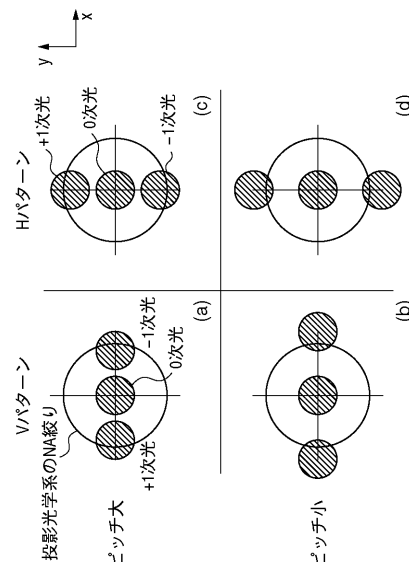 Vパターン
Hパターン
投影光学系のNA絞り
ピッチ大
+1次光
0次光
-1次光
(a)
+1次光
0次光
-1次光
(c)
y
x
ピッチ小
(b)
(d)